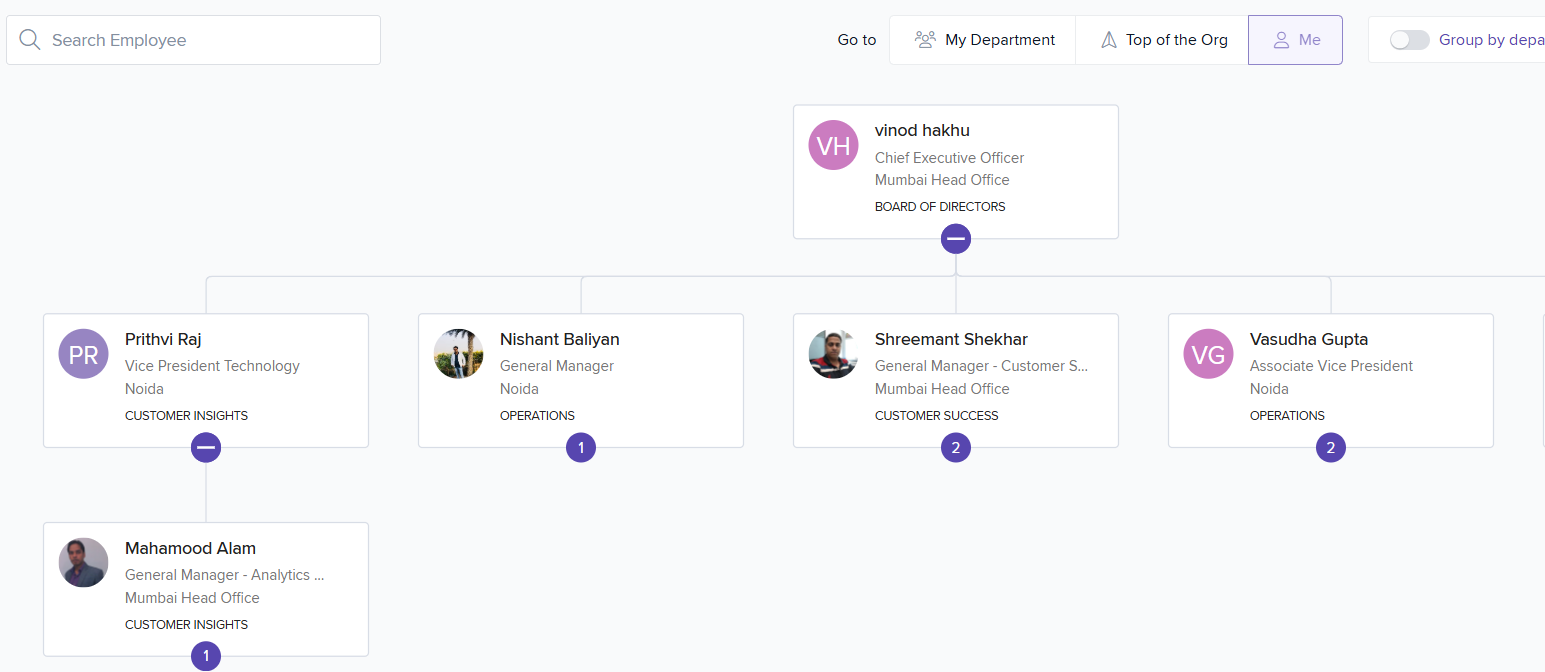 Search Employee
Go to
My Department
Top of the Org
Me
Group by depa
VH
vinod hakhu
Chief Executive Officer
Mumbai Head Office
BOARD OF DIRECTORS
PR
Prithvi Raj
Vice President Technology
Noida
CUSTOMER INSIGHTS
Nishant Baliyan
General Manager
Noida
OPERATIONS
1
Shreemant Shekhar
General Manager - Customer S...
Mumbai Head Office
CUSTOMER SUCCESS
2
VG
Vasudha Gupta
Associate Vice President
Noida
OPERATIONS
2
Mahamood Alam
General Manager - Analytics ...
Mumbai Head Office
CUSTOMER INSIGHTS
1